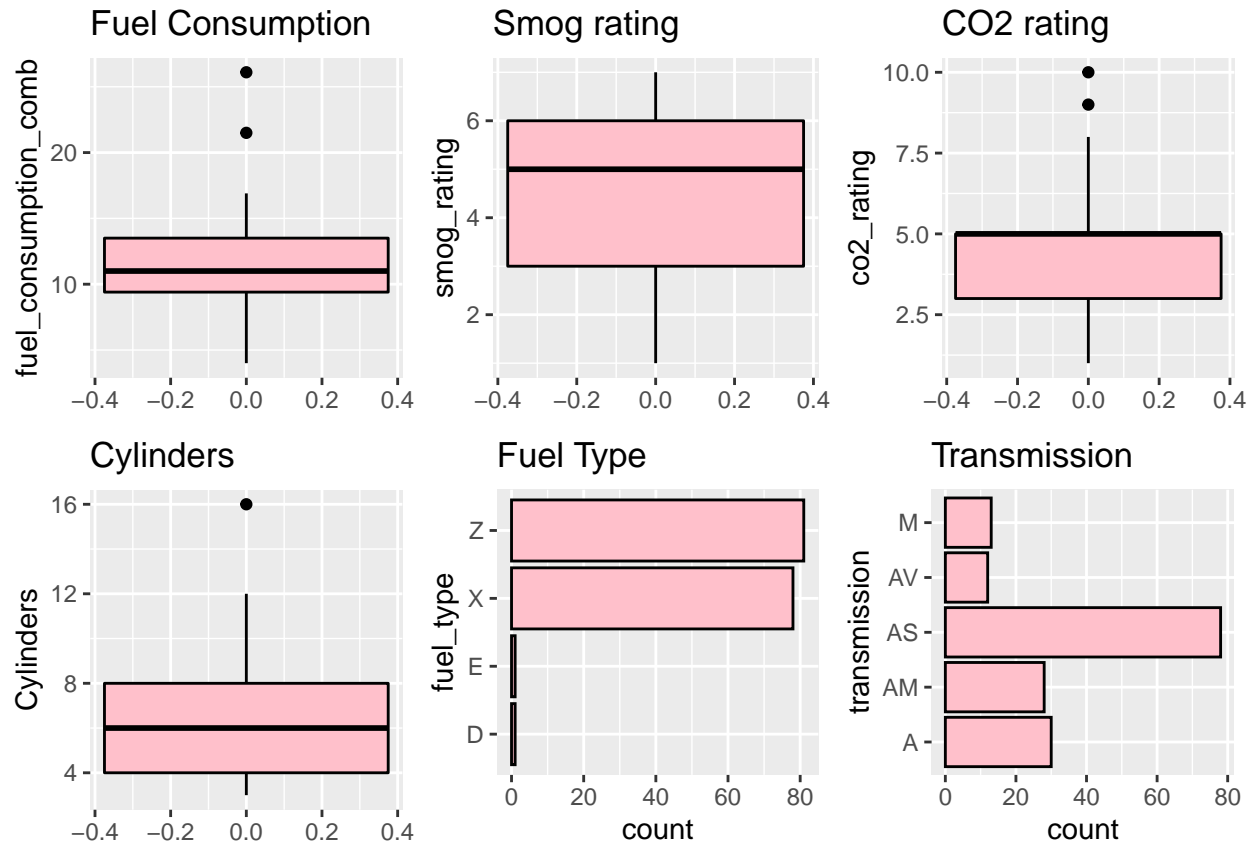 Fuel Consumption
fuel_consumption_comb
20
10
−0.4 −0.2 0.0 0.2 0.4
Smog rating
smog_rating
6
4
2
−0.4 −0.2 0.0 0.2 0.4
CO2 rating
co2_rating
10.0
7.5
5.0
2.5
−0.4 −0.2 0.0 0.2 0.4
Cylinders
Cylinders
16
12
8
4
−0.4 −0.2 0.0 0.2 0.4
Fuel Type
fuel_type
Z
X
E
D
0 20 40 60 80
count
Transmission
transmission
M
AV
AS
AM
A
0 20 40 60 80
count